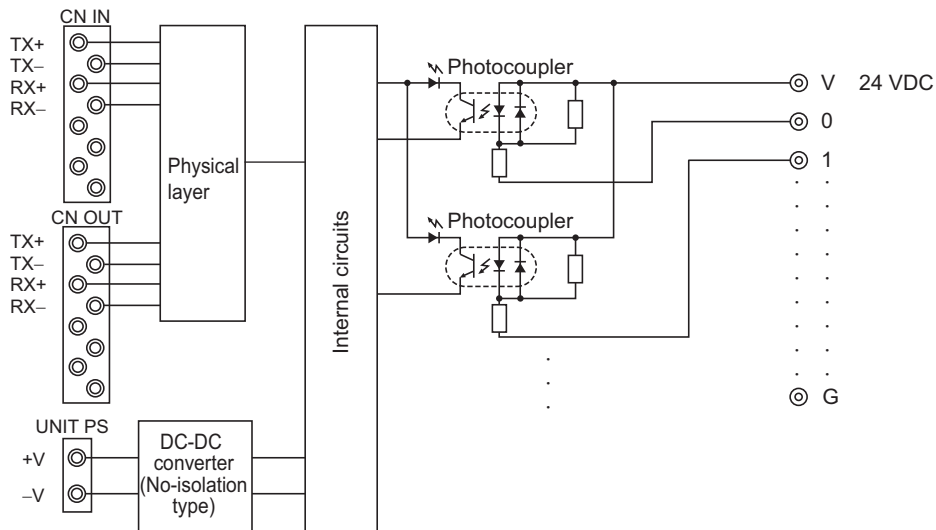 CN IN
TX+
TX−
RX+
RX−
CN OUT
TX+
TX−
RX+
RX−
Physical
layer
UNIT PS
+V
−V
DC-DC
converter
(No-isolation
type)
Internal circuits
Photocoupler
Photocoupler
V 24 VDC
0
1
G